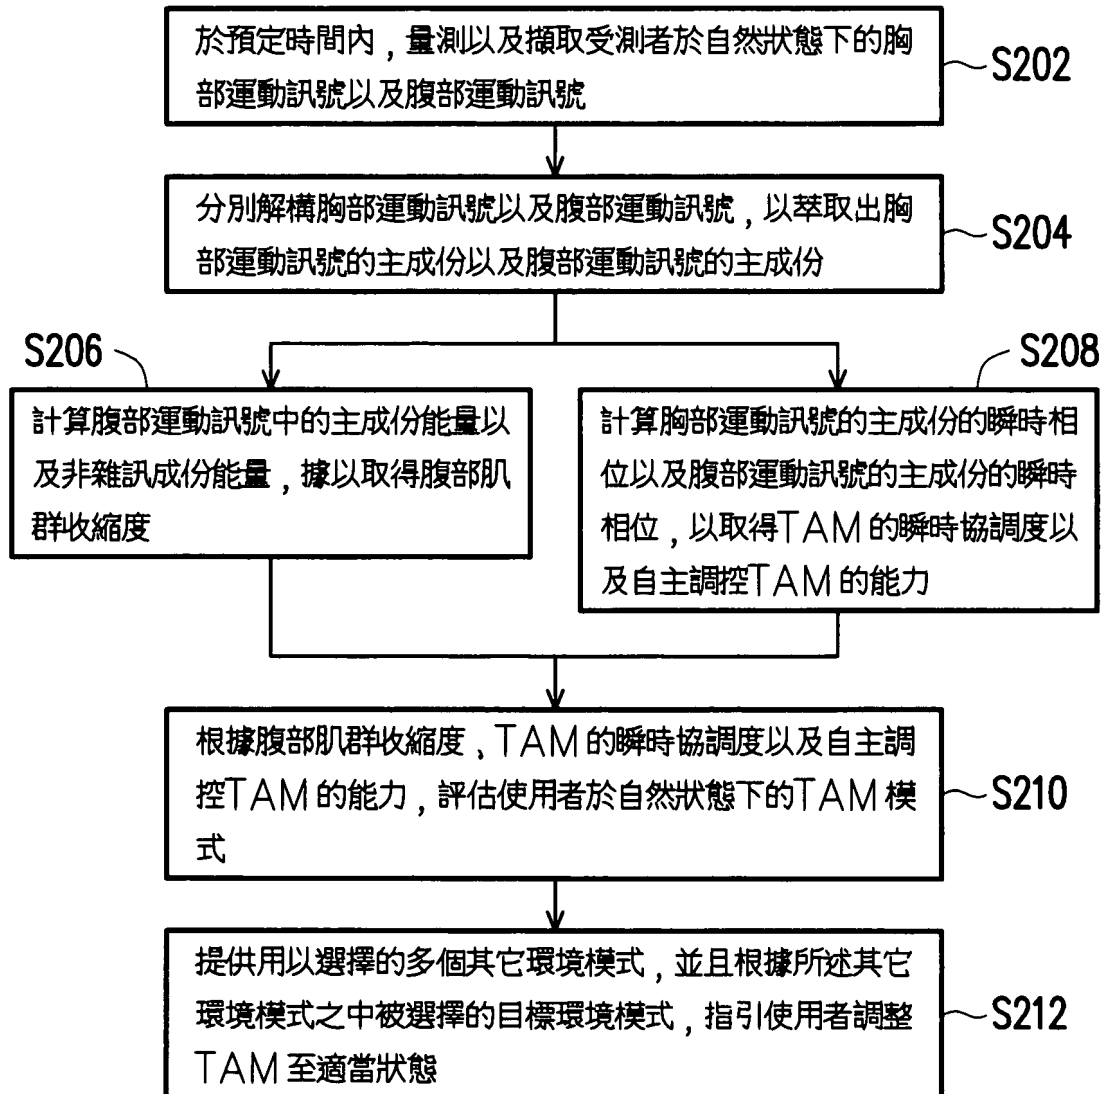 於預定時間內，量測以及擷取受測者於自然狀態下的胸
部運動訊號以及腹部運動訊號
S202
分別解構胸部運動訊號以及腹部運動訊號，以萃取出胸
部運動訊號的主成份以及腹部運動訊號的主成份
S204
S206
計算腹部運動訊號中的主成份能量以
及非雜訊成份能量，據以取得腹部肌
群收縮度
S208
計算胸部運動訊號的主成份的瞬時相
位以及腹部運動訊號的主成份的瞬時
相位，以取得TAM的瞬時協調度以
及自主調控TAM的能力
根據腹部肌群收縮度，TAM的瞬時協調度以及自主調
控TAM的能力，評估使用者於自然狀態下的TAM模
式
S210
提供用以選擇的多個其它環境模式，並且根據所述其它
環境模式之中被選擇的目標環境模式，指引使用者調整
TAM至適當狀態
S212